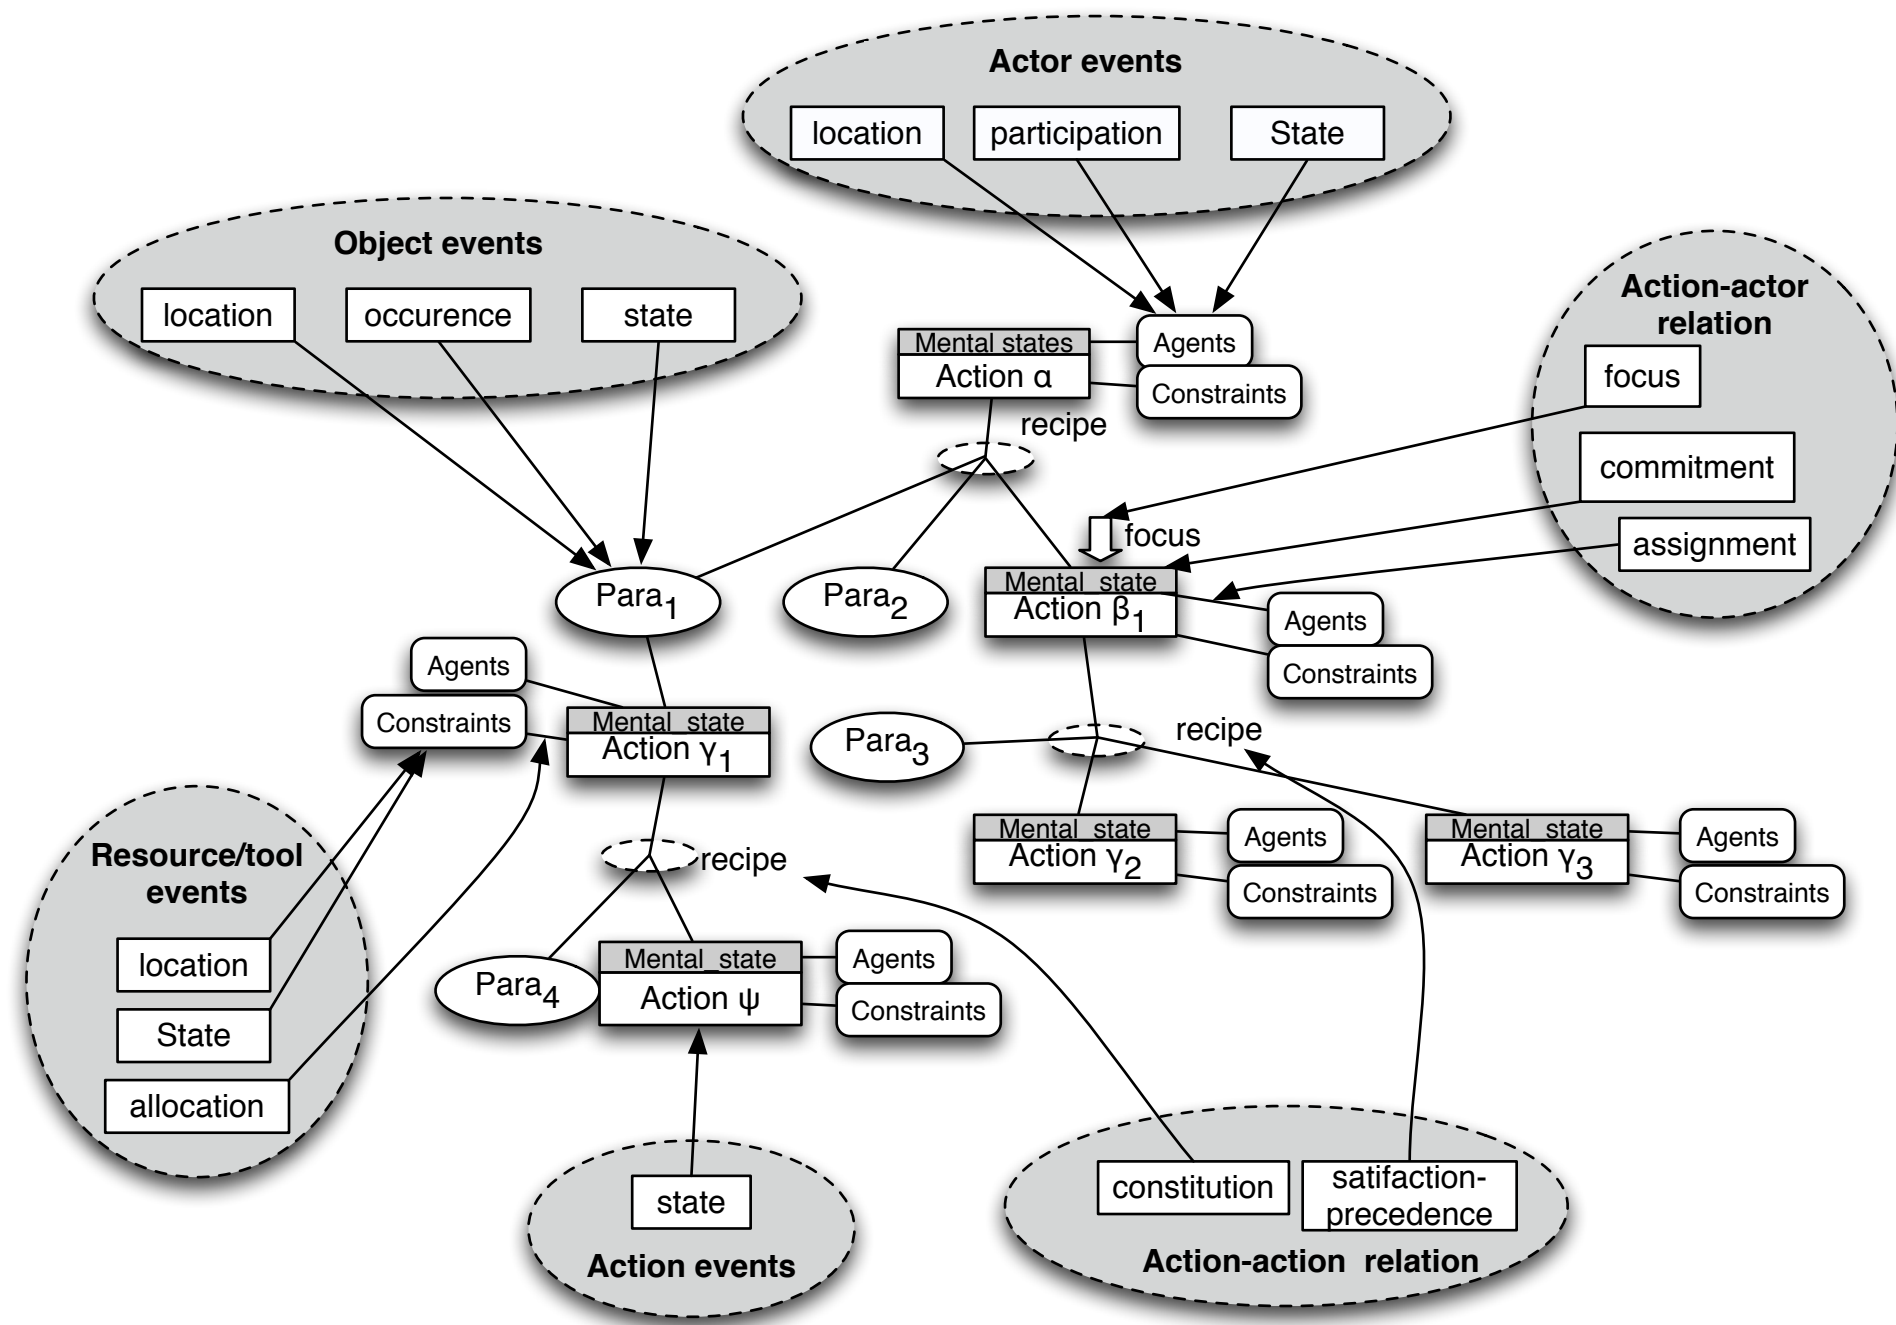 Actor events
location
participation
State
Object events
location
occurence
state
Action-actor
relation
focus
commitment
assignment
Mental states
Action α
Agents
Constraints
recipe
focus
Para1
Para2
Mental_state
Action β1
Agents
Constraints
Agents
Constraints
Mental_state
Action γ1
Para3
recipe
Mental_state
Action γ2
Agents
Constraints
Mental_state
Action γ3
Agents
Constraints
Resource/tool
events
location
State
allocation
recipe
Para4
Mental_state
Action ψ
Agents
Constraints
state
Action events
constitution
satifaction-
precedence
Action-action relation